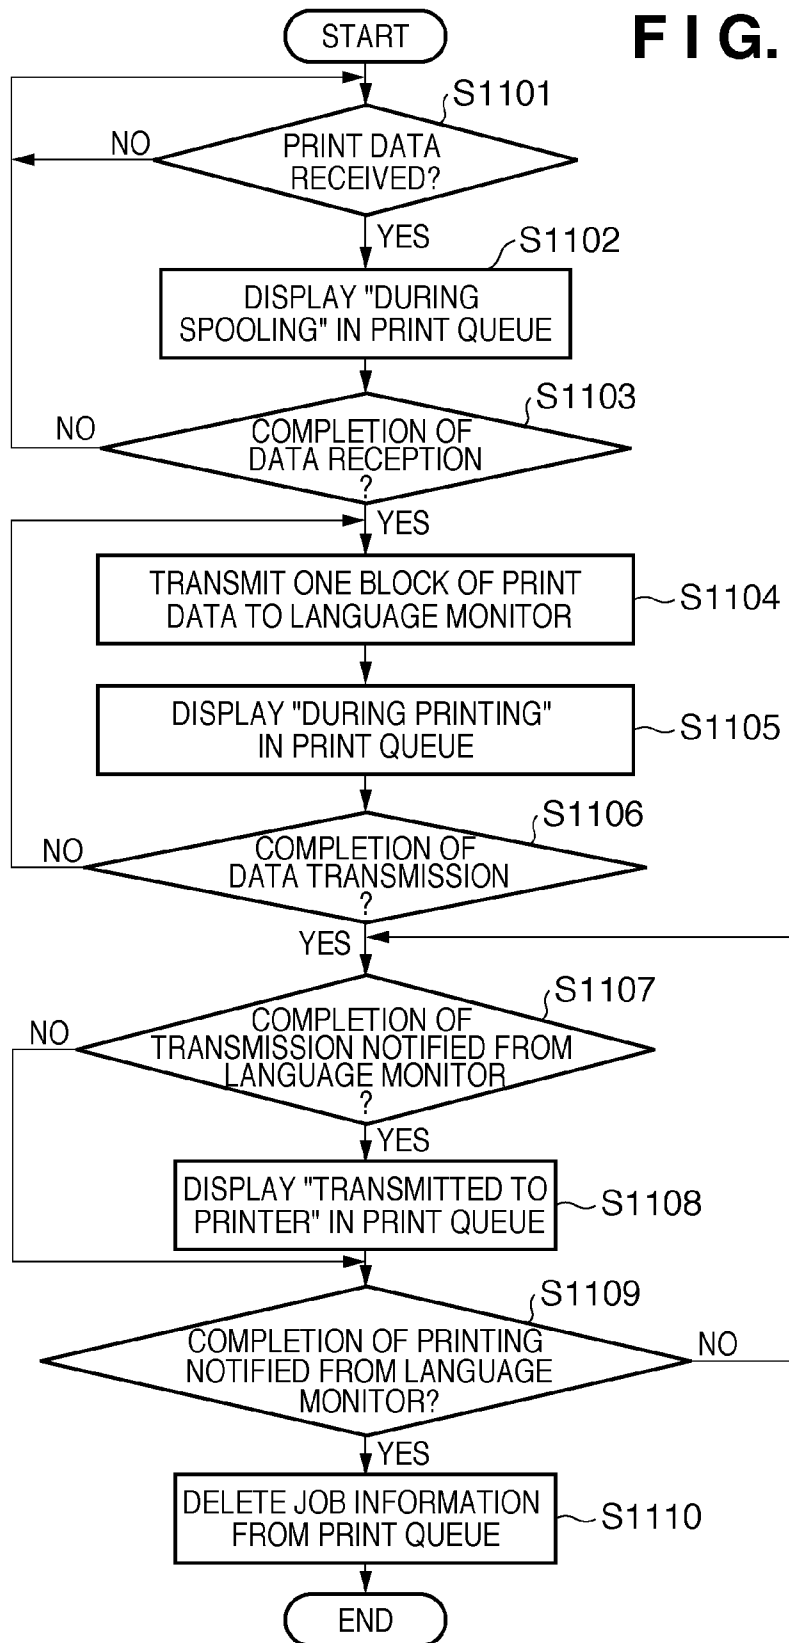 START
FIG.
S1101
NO
PRINT DATA
RECEIVED?
YES
S1102
DISPLAY "DURING
SPOOLING" IN PRINT QUEUE
S1103
NO
COMPLETION OF
DATA RECEPTION
?
YES
TRANSMIT ONE BLOCK OF PRINT
DATA TO LANGUAGE MONITOR
S1104
DISPLAY "DURING PRINTING"
IN PRINT QUEUE
S1105
S1106
NO
COMPLETION OF
DATA TRANSMISSION
?
YES
S1107
NO
COMPLETION OF
TRANSMISSION NOTIFIED FROM
LANGUAGE MONITOR
?
YES
DISPLAY "TRANSMITTED TO
PRINTER" IN PRINT QUEUE
S1108
S1109
COMPLETION OF PRINTING
NOTIFIED FROM LANGUAGE
MONITOR?
NO
YES
DELETE JOB INFORMATION
FROM PRINT QUEUE
S1110
END